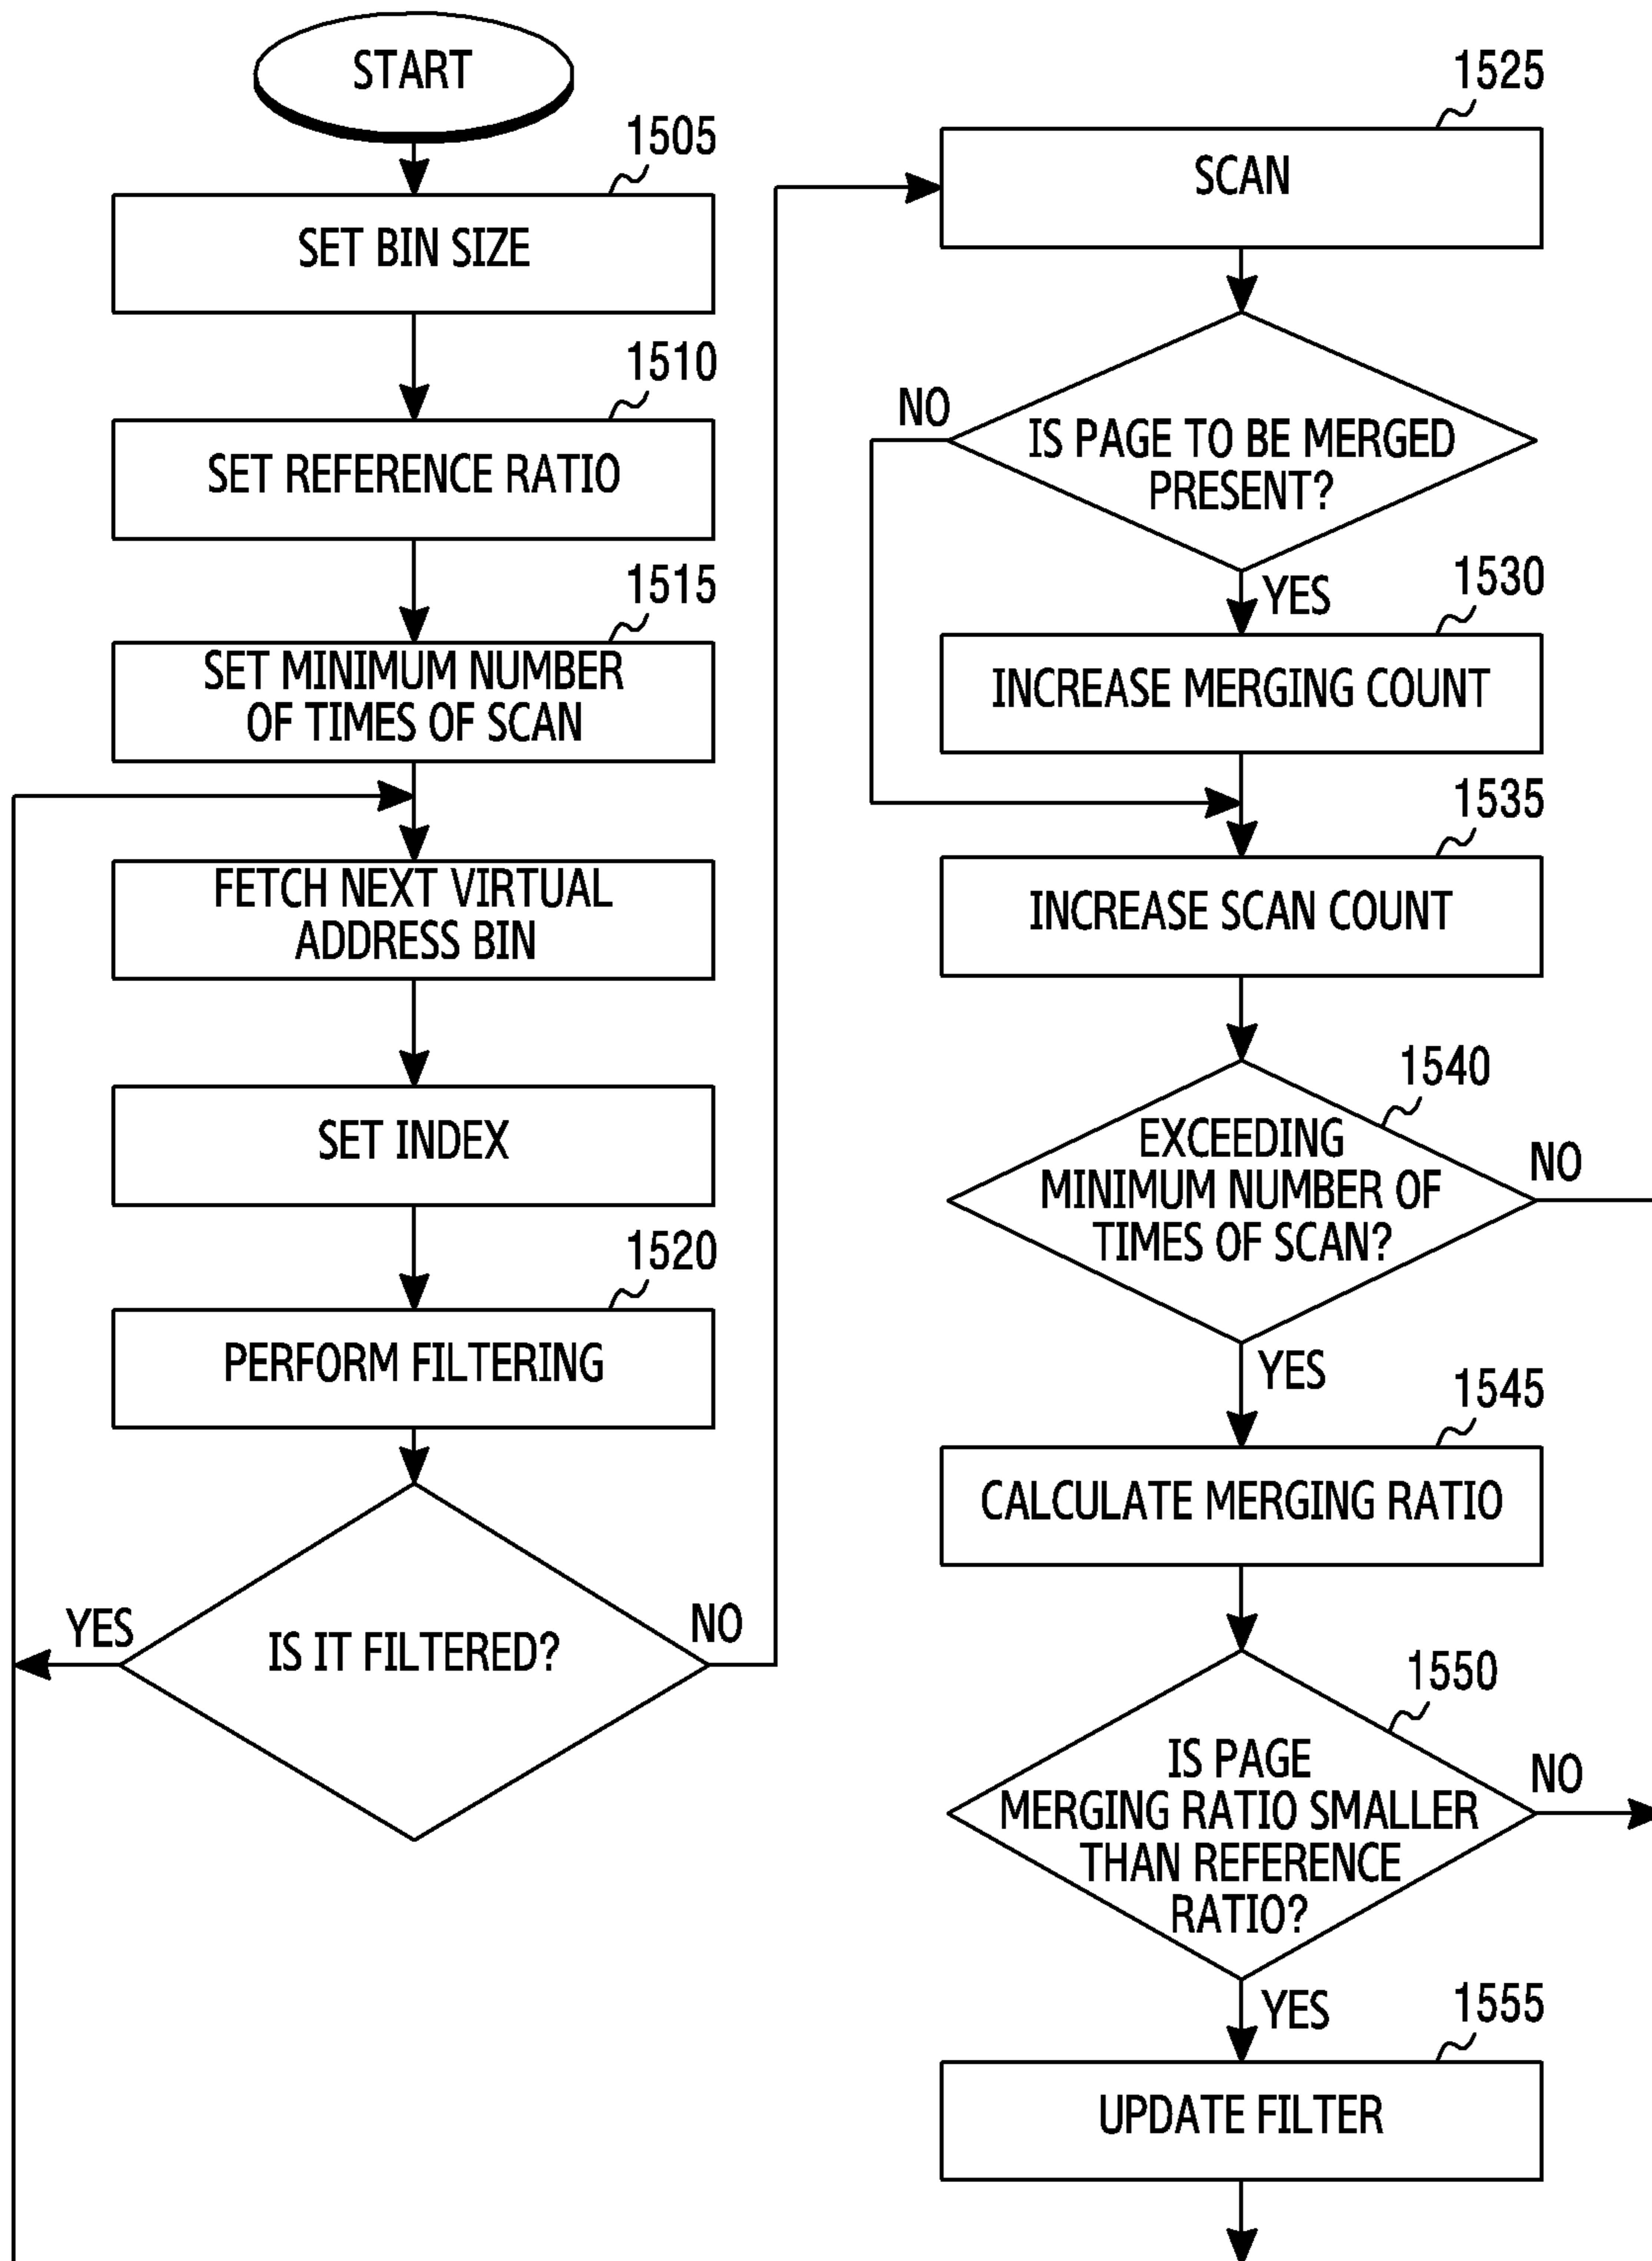 START
1505
SET BIN SIZE
1510
SET REFERENCE RATIO
1515
SET MINIMUM NUMBER
OF TIMES OF SCAN
FETCH NEXT VIRTUAL
ADDRESS BIN
SET INDEX
1520
PERFORM FILTERING
YES
IS IT FILTERED?
NO
1525
SCAN
NO
IS PAGE TO BE MERGED
PRESENT?
YES
1530
INCREASE MERGING COUNT
1535
INCREASE SCAN COUNT
1540
EXCEEDING
MINIMUM NUMBER OF
TIMES OF SCAN?
NO
YES
1545
CALCULATE MERGING RATIO
1550
IS PAGE
MERGING RATIO SMALLER
THAN REFERENCE
RATIO?
NO
YES
1555
UPDATE FILTER